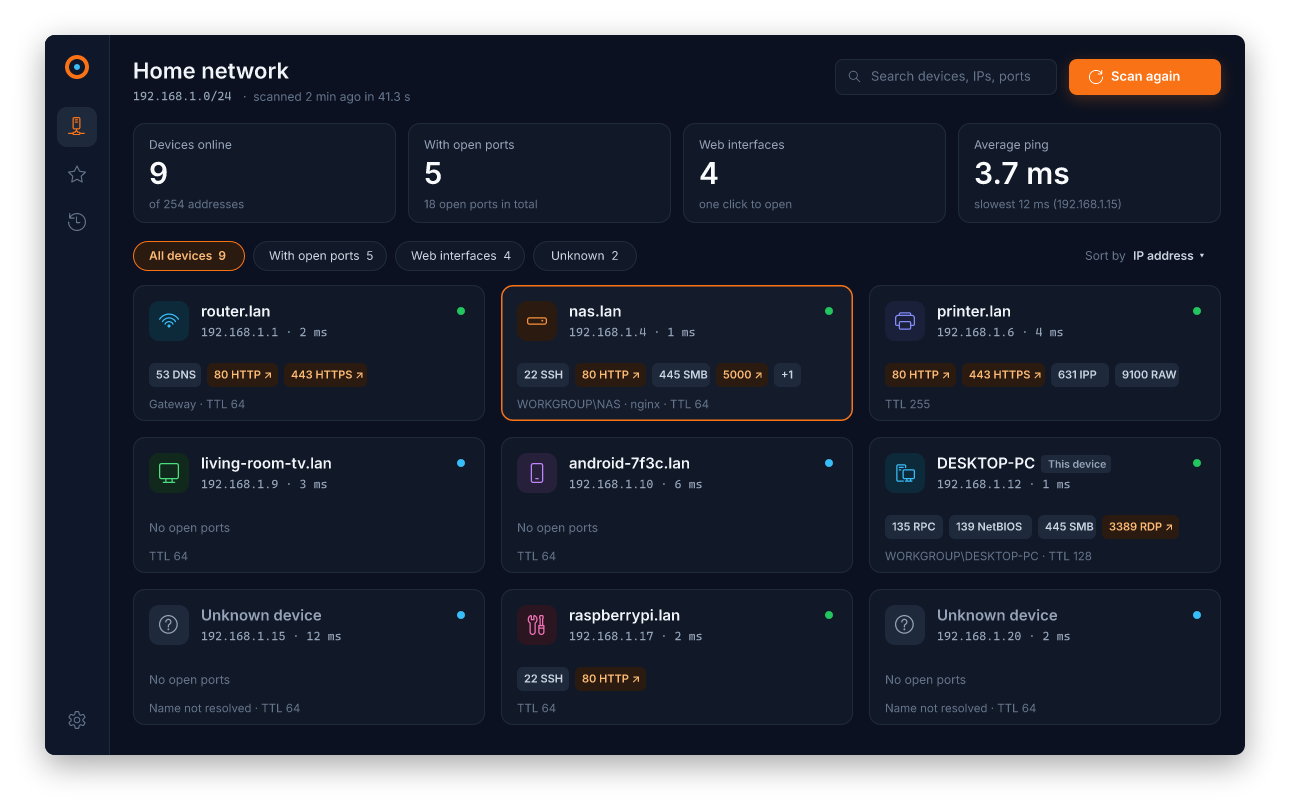 Home network
192.168.1.0/24 · scanned 2 min ago in 41.3 s
Search devices, IPs, ports
Scan again
Devices online
9
of 254 addresses
With open ports
5
18 open ports in total
Web interfaces
4
one click to open
Average ping
3.7 ms
slowest 12 ms (192.168.1.15)
All devices 9
With open ports 5
Web interfaces 4
Unknown 2
Sort by IP address ▾
router.lan
192.168.1.1 · 2 ms
53 DNS 80 HTTP ↗ 443 HTTPS ↗
Gateway · TTL 64
nas.lan
192.168.1.4 · 1 ms
22 SSH 80 HTTP ↗ 445 SMB 5000 ↗ +1
WORKGROUP\NAS · nginx · TTL 64
printer.lan
192.168.1.6 · 4 ms
80 HTTP ↗ 443 HTTPS ↗ 631 IPP 9100 RAW
TTL 255
living-room-tv.lan
192.168.1.9 · 3 ms
No open ports
TTL 64
android-7f3c.lan
192.168.1.10 · 6 ms
No open ports
TTL 64
DESKTOP-PC This device
192.168.1.12 · 1 ms
135 RPC 139 NetBIOS 445 SMB 3389 RDP ↗
WORKGROUP\DESKTOP-PC · TTL 128
Unknown device
192.168.1.15 · 12 ms
No open ports
Name not resolved · TTL 64
raspberrypi.lan
192.168.1.17 · 2 ms
22 SSH 80 HTTP ↗
TTL 64
Unknown device
192.168.1.20 · 2 ms
No open ports
Name not resolved · TTL 64